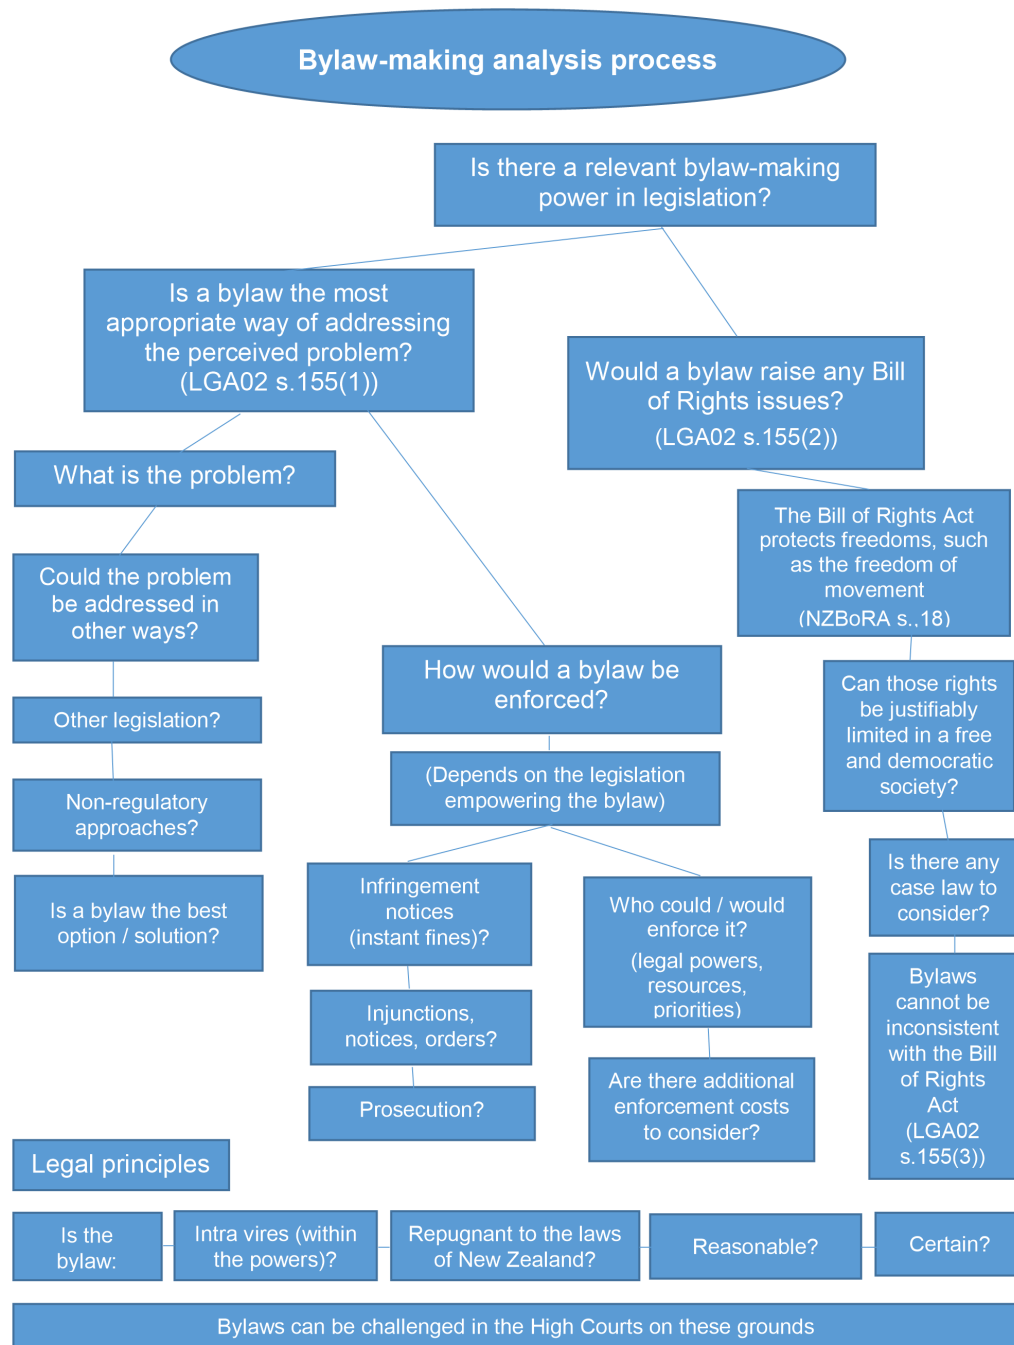 Bylaw-making analysis process
Is there a relevant bylaw-making
power in legislation?
Is a bylaw the most
appropriate way of addressing
the perceived problem?
(LGA02 s.155(1))
Would a bylaw raise any Bill
of Rights issues?
(LGA02 s.155(2))
What is the problem?
The Bill of Rights Act
protects freedoms, such
as the freedom of
movement
(NZBoRA s.,18)
Could the problem
be addressed in
other ways?
How would a bylaw be
enforced?
Can those rights
be justifiably
limited in a free
and democratic
society?
Other legislation?
(Depends on the legislation
empowering the bylaw)
Non-regulatory
approaches?
Is there any
case law to
consider?
Infringement
notices
(instant fines)?
Who could / would
enforce it?
(legal powers,
resources,
priorities)
Is a bylaw the best
option / solution?
Bylaws
cannot be
inconsistent
with the Bill
of Rights
Act
(LGA02
s.155(3))
Injunctions,
notices, orders?
Are there additional
enforcement costs
to consider?
Prosecution?
Legal principles
Is the
bylaw:
Intra vires (within
the powers)?
Repugnant to the laws
of New Zealand?
Reasonable?
Certain?
Bylaws can be challenged in the High Courts on these grounds